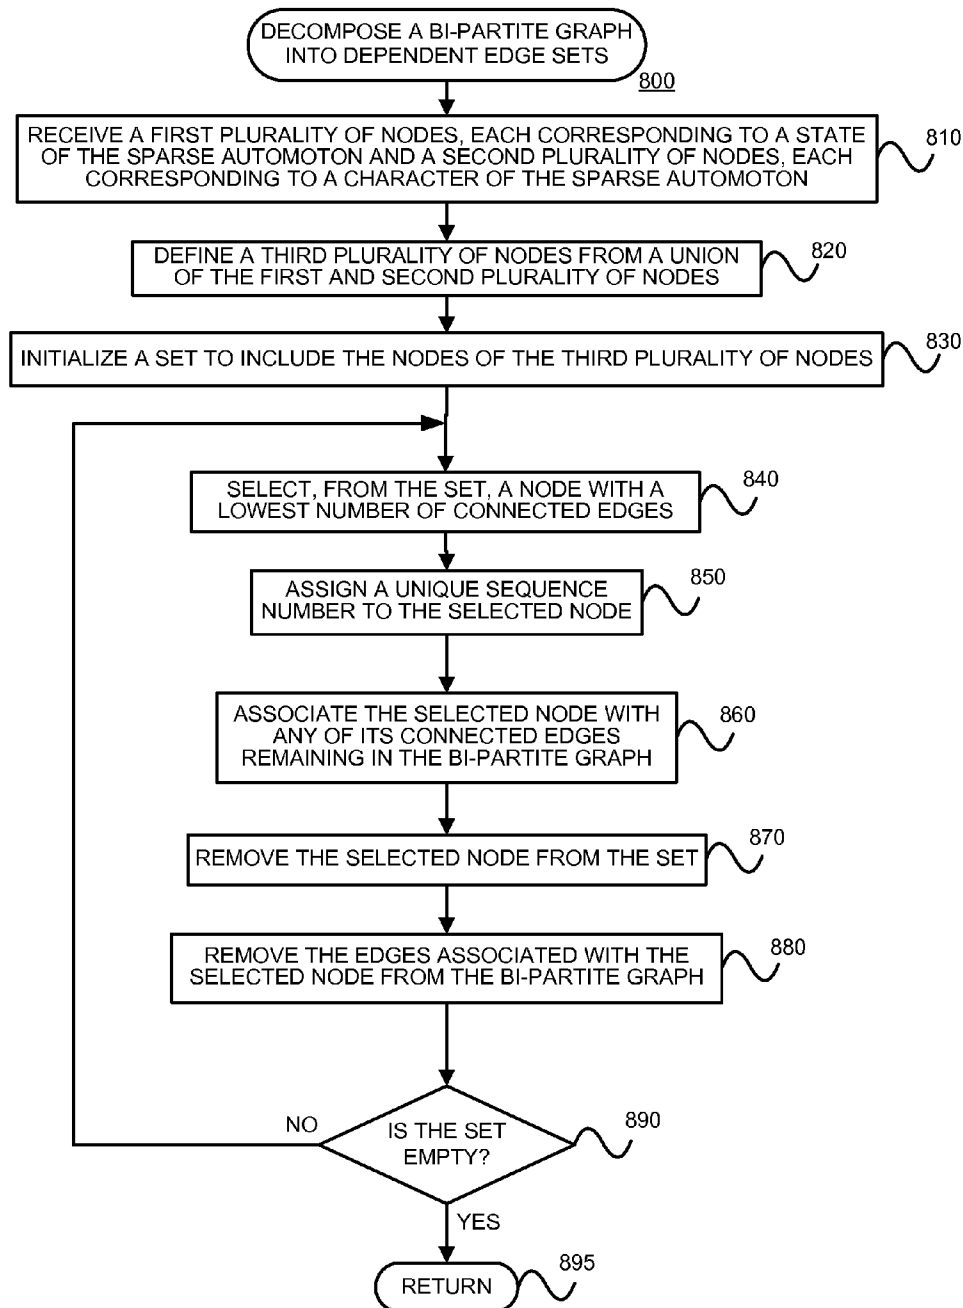 DECOMPOSE A BI-PARTITE GRAPH
INTO DEPENDENT EDGE SETS
800
RECEIVE A FIRST PLURALITY OF NODES, EACH CORRESPONDING TO A STATE
OF THE SPARSE AUTOMOTON AND A SECOND PLURALITY OF NODES, EACH
CORRESPONDING TO A CHARACTER OF THE SPARSE AUTOMOTON
810
DEFINE A THIRD PLURALITY OF NODES FROM A UNION
OF THE FIRST AND SECOND PLURALITY OF NODES
820
INITIALIZE A SET TO INCLUDE THE NODES OF THE THIRD PLURALITY OF NODES
830
SELECT, FROM THE SET, A NODE WITH A
LOWEST NUMBER OF CONNECTED EDGES
840
ASSIGN A UNIQUE SEQUENCE
NUMBER TO THE SELECTED NODE
850
ASSOCIATE THE SELECTED NODE WITH
ANY OF ITS CONNECTED EDGES
REMAINING IN THE BI-PARTITE GRAPH
860
REMOVE THE SELECTED NODE FROM THE SET
870
REMOVE THE EDGES ASSOCIATED WITH THE
SELECTED NODE FROM THE BI-PARTITE GRAPH
880
NO
IS THE SET
EMPTY?
890
YES
RETURN
895